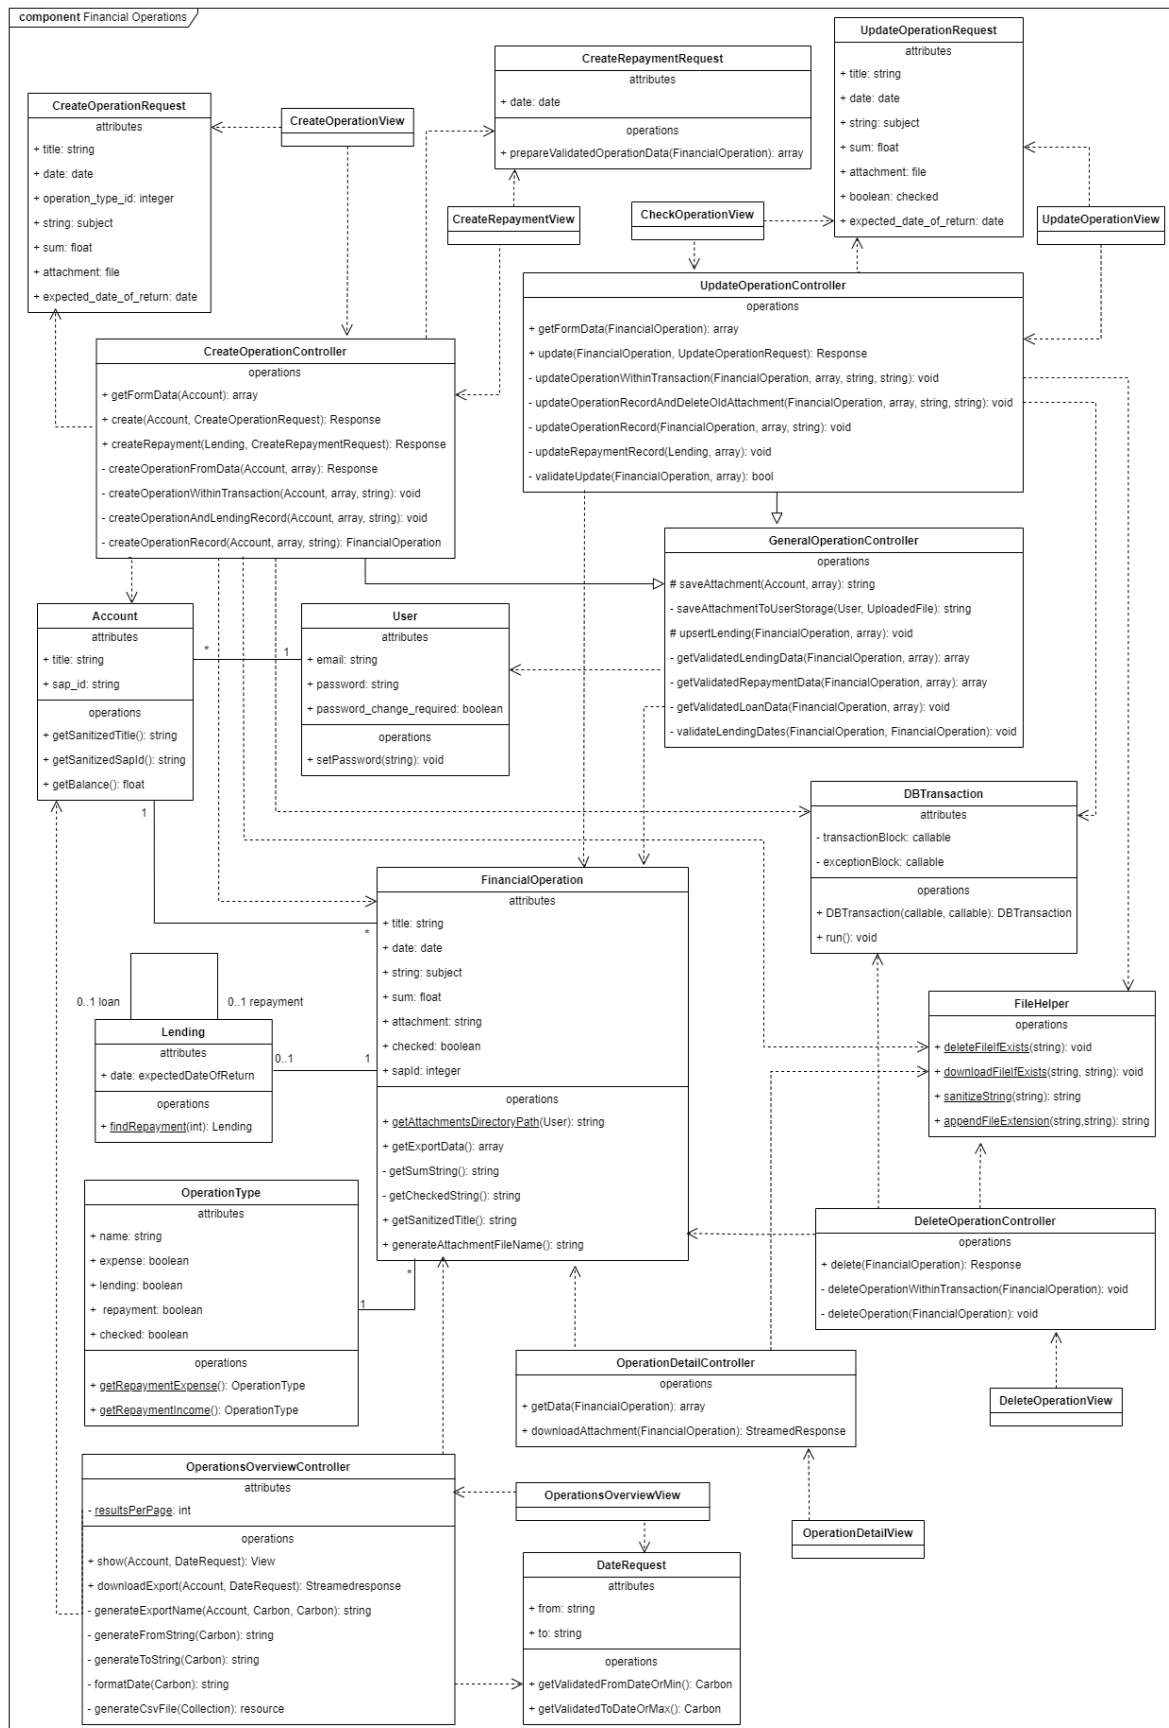 component Financial Operations
UpdateOperationRequest
attributes
+ title: string
+ date: date
+ string: subject
+ sum: float
+ attachment: file
+ boolean: checked
+ expected_date_of_return: date
CreateRepaymentRequest
attributes
+ date: date
operations
+ prepareValidatedOperationData(FinancialOperation): array
CreateOperationRequest
attributes
+ title: string
+ date: date
+ operation_type_id: integer
+ string: subject
+ sum: float
+ attachment: file
+ expected_date_of_return: date
CreateOperationView
CreateRepaymentView
CheckOperationView
UpdateOperationView
UpdateOperationController
operations
+ getFormData(FinancialOperation): array
+ update(FinancialOperation, UpdateOperationRequest): Response
- updateOperationWithinTransaction(FinancialOperation, array, string, string): void
- updateOperationRecordAndDeleteOldAttachment(FinancialOperation, array, string, string): void
- updateOperationRecord(FinancialOperation, array, string): void
- updateRepaymentRecord(Lending, array): void
- validateUpdate(FinancialOperation, array): bool
CreateOperationController
operations
+ getFormData(Account): array
+ create(Account, CreateOperationRequest): Response
+ createRepayment(Lending, CreateRepaymentRequest): Response
- createOperationFromData(Account, array): Response
- createOperationWithinTransaction(Account, array, string): void
- createOperationAndLendingRecord(Account, array, string): void
- createOperationRecord(Account, array, string): FinancialOperation
GeneralOperationController
operations
# saveAttachment(Account, array): string
- saveAttachmentToUserStorage(User, UploadedFile): string
# upsertLending(FinancialOperation, array): void
- getValidatedLendingData(FinancialOperation, array): array
- getValidatedRepaymentData(FinancialOperation, array): array
- getValidatedLoanData(FinancialOperation, array): void
- validateLendingDates(FinancialOperation, FinancialOperation): void
Account
attributes
+ title: string
+ sap_id: string
operations
+ getSanitizedTitle(): string
+ getSanitizedSapId(): string
+ getBalance(): float
*
1
User
attributes
+ email: string
+ password: string
+ password_change_required: boolean
operations
+ setPassword(string): void
1
*
DBTransaction
attributes
- transactionBlock: callable
- exceptionBlock: callable
operations
+ DBTransaction(callable, callable): DBTransaction
+ run(): void
FinancialOperation
attributes
+ title: string
+ date: date
+ string: subject
+ sum: float
+ attachment: string
+ checked: boolean
+ sapId: integer
operations
+ getAttachmentsDirectoryPath(User): string
+ getExportData(): array
- getSumString(): string
- getCheckedString(): string
+ getSanitizedTitle(): string
+ generateAttachmentFileName(): string
0..1 loan
0..1 repayment
Lending
attributes
+ date: expectedDateOfReturn
operations
+ findRepayment(int): Lending
0..1
1
FileHelper
operations
+ deleteFileIfExists(string): void
+ downloadFileIfExists(string, string): void
+ sanitizeString(string): string
+ appendFileExtension(string,string): string
OperationType
attributes
+ name: string
+ expense: boolean
+ lending: boolean
+ repayment: boolean
+ checked: boolean
operations
+ getRepaymentExpense(): OperationType
+ getRepaymentIncome(): OperationType
1
*
DeleteOperationController
operations
+ delete(FinancialOperation): Response
- deleteOperationWithinTransaction(FinancialOperation): void
- deleteOperation(FinancialOperation): void
OperationDetailController
operations
+ getData(FinancialOperation): array
+ downloadAttachment(FinancialOperation): StreamedResponse
DeleteOperationView
OperationsOverviewController
attributes
- resultsPerPage: int
operations
+ show(Account, DateRequest): View
+ downloadExport(Account, DateRequest): Streamedresponse
- generateExportName(Account, Carbon, Carbon): string
- generateFromString(Carbon): string
- generateToString(Carbon): string
- formatDate(Carbon): string
- generateCsvFile(Collection): resource
OperationsOverviewView
OperationDetailView
DateRequest
attributes
+ from: string
+ to: string
operations
+ getValidatedFromDateOrMin(): Carbon
+ getValidatedToDateOrMax(): Carbon